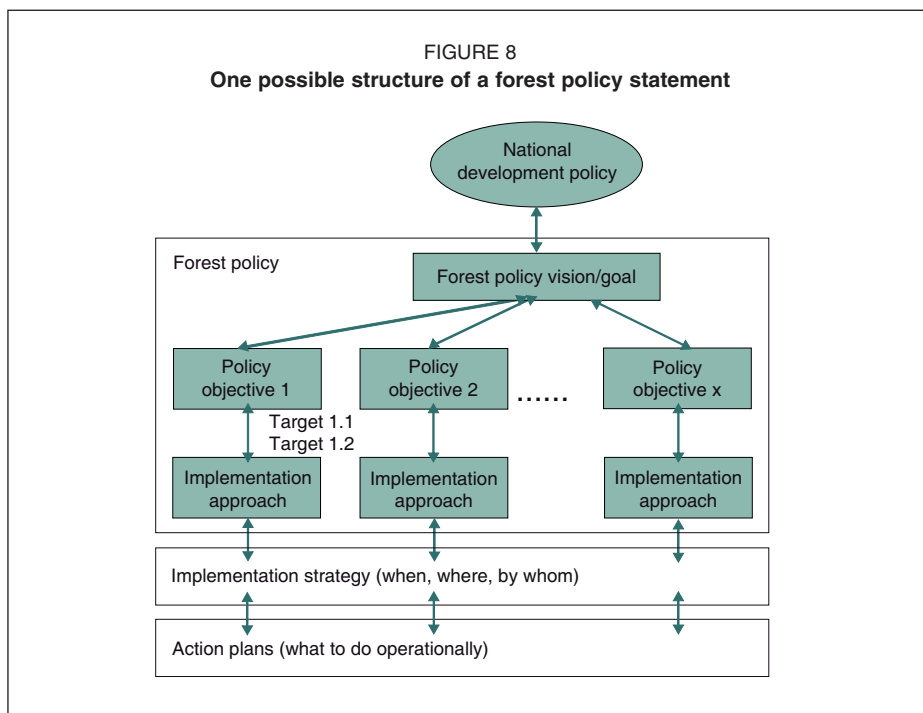 FIGURE 8
One possible structure of a forest policy statement
National
development policy
Forest policy
Forest policy vision/goal
Policy
objective 1
Policy
objective 2
......
Policy
objective x
Target 1.1
Target 1.2
Implementation
approach
Implementation
approach
Implementation
approach
Implementation strategy (when, where, by whom)
Action plans (what to do operationally)